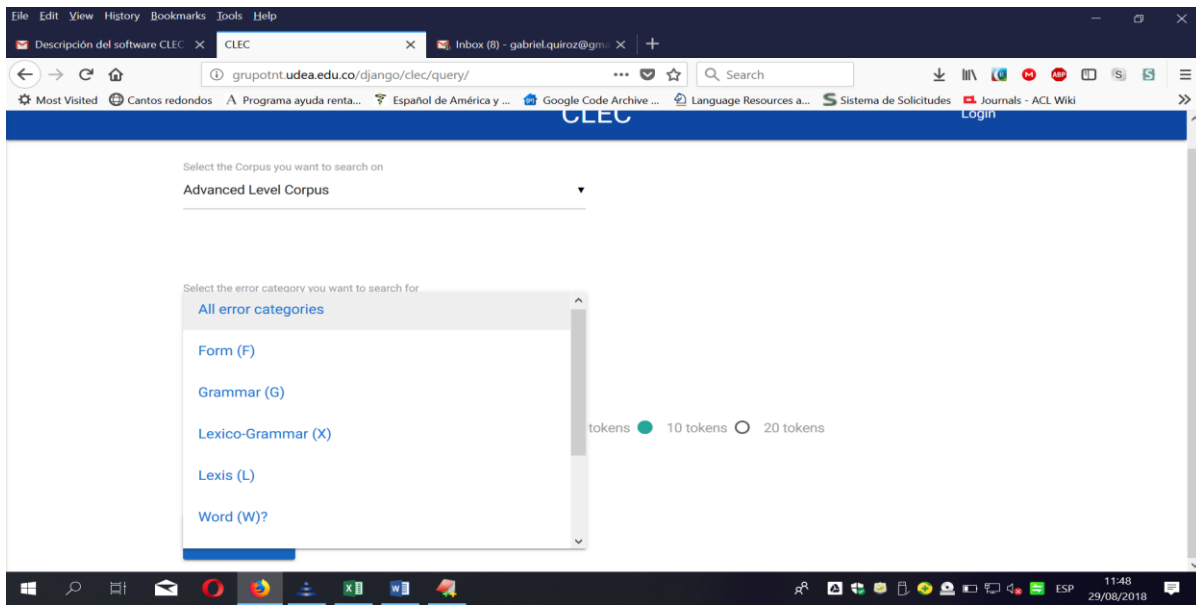 File Edit View History Bookmarks Tools Help
Descripción del software CLEC
CLEC
Inbox (8) - gabriel.quiroz@gma
grupotnt.udea.edu.co/django/clec/query/
Search
Most Visited Cantos redondos Programa ayuda renta... Español de América y ... Google Code Archive ... Language Resources a... Sistema de Solicitudes Journals - ACL Wiki
CLEC
Login
Select the Corpus you want to search on
Advanced Level Corpus
Select the error category you want to search for
All error categories
Form (F)
Grammar (G)
Lexico-Grammar (X)
tokens 10 tokens 20 tokens
Lexis (L)
Word (W)?
ESP
11:48
29/08/2018